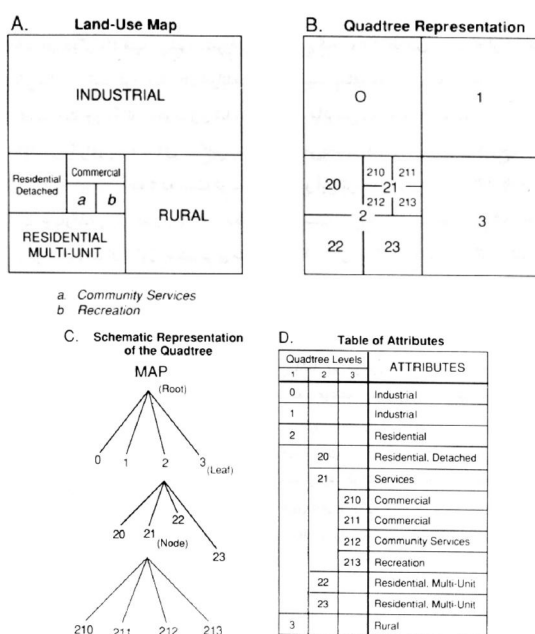 A. Land-Use Map
INDUSTRIAL
Residential
Detached
Commercial
a b
RURAL
RESIDENTIAL
MULTI-UNIT
a. Community Services
b Recreation
B. Quadtree Representation
O 1
20
210 211
21
212 213
2
22 23
3
C. Schematic Representation
of the Quadtree
MAP
(Root)
0 1 2 3
(Leaf)
20 21 22 23
(Node)
210 211 212 213
D. Table of Attributes
Quadtree Levels ATTRIBUTES
1 2 3
0 Industrial
1 Industrial
2 Residential
20 Residential, Detached
21 Services
210 Commercial
211 Commercial
212 Community Services
213 Recreation
22 Residential, Multi-Unit
23 Residential, Multi-Unit
3 Rural